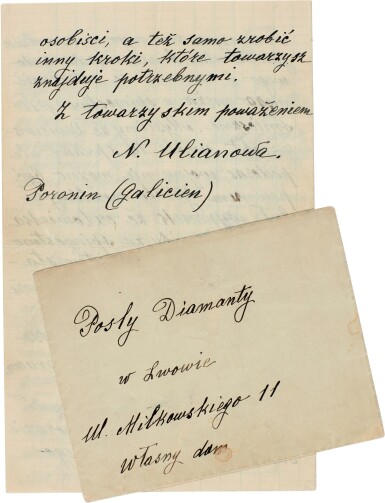 osobiści, a też samo zrobić
inny kroki, które towarzysz
znajduje potrzebnymi.
Z towarzyskim poważeniem
N. Ulianowa.
Poronin (Galicien)
Posły Diamanty
w Lwowie
ul. Milkowskiego 11
własny dom